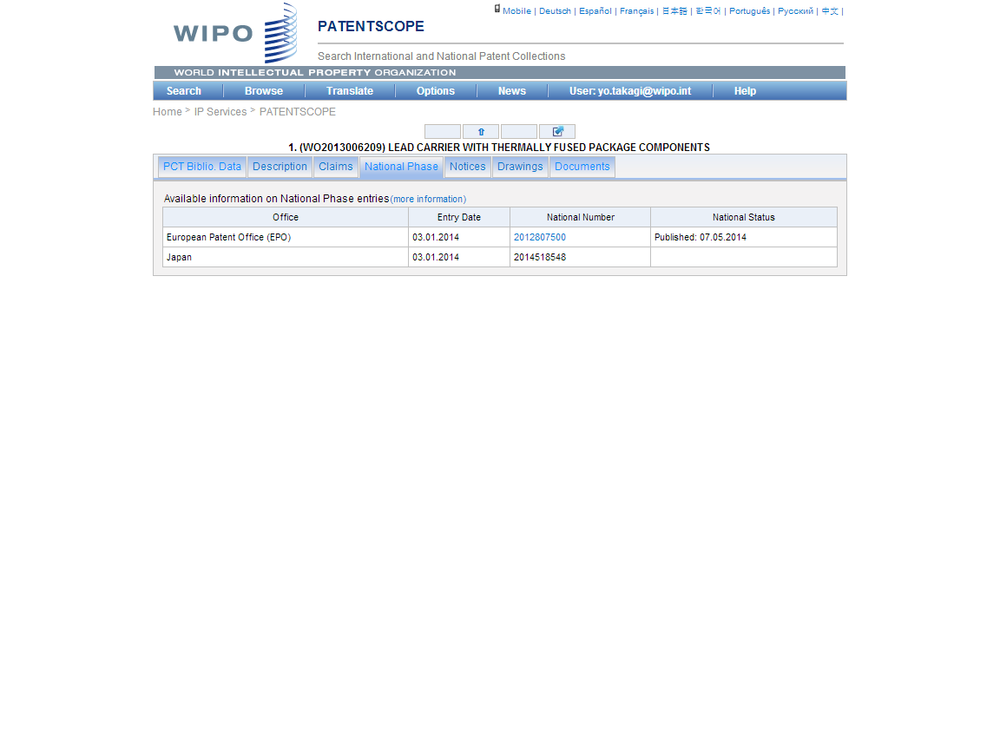 Mobile | Deutsch | Español | Français | 日本語 | 한국어 | Português | Русский | 中文 |
WIPO
PATENTSCOPE
Search International and National Patent Collections
WORLD INTELLECTUAL PROPERTY ORGANIZATION
Search Browse Translate Options News User: yo.takagi@wipo.int Help
Home > IP Services > PATENTSCOPE
1. (WO2013006209) LEAD CARRIER WITH THERMALLY FUSED PACKAGE COMPONENTS
PCT Biblio. Data Description Claims National Phase Notices Drawings Documents
Available information on National Phase entries(more information)
Office Entry Date National Number National Status
European Patent Office (EPO) 03.01.2014 2012807500 Published: 07.05.2014
Japan 03.01.2014 2014518548